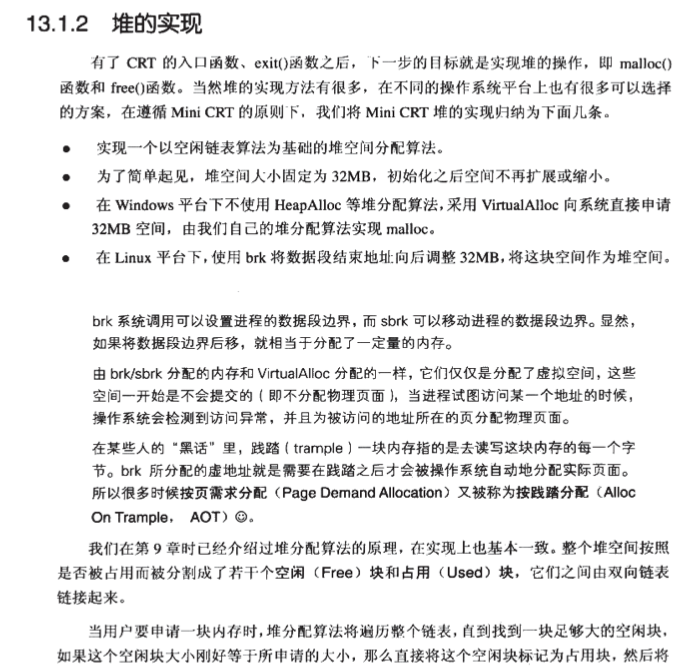 13.1.2 堆的实现
有了 CRT 的入口函数、exit()函数之后，下一步的目标就是实现堆的操作，即 malloc()
函数和 free()函数。当然堆的实现方法有很多，在不同的操作系统平台上也有很多可以选择
的方案，在遵循 Mini CRT 的原则下，我们将 Mini CRT 堆的实现归纳为下面几条。
● 实现一个以空闲链表算法为基础的堆空间分配算法。
● 为了简单起见，堆空间大小固定为 32MB，初始化之后空间不再扩展或缩小。
● 在 Windows 平台下不使用 HeapAlloc 等堆分配算法，采用 VirtualAlloc 向系统直接申请
32MB 空间，由我们自己的堆分配算法实现 malloc。
● 在 Linux 平台下，使用 brk 将数据段结束地址向后调整 32MB，将这块空间作为堆空间。
brk 系统调用可以设置进程的数据段边界，而 sbrk 可以移动进程的数据段边界。显然，
如果将数据段边界后移，就相当于分配了一定量的内存。
由 brk/sbrk 分配的内存和 VirtualAlloc 分配的一样，它们仅仅是分配了虚拟空间，这些
空间一开始是不会提交的（即不分配物理页面），当进程试图访问某一个地址的时候，
操作系统会检测到访问异常，并且为被访问的地址所在的页分配物理页面。
在某些人的“黑话”里，践踏（trample）一块内存指的是去读写这块内存的每一个字
节。brk 所分配的虚地址就是需要在践踏之后才会被操作系统自动地分配实际页面。
所以很多时候按页需求分配（Page Demand Allocation）又被称为按践踏分配（Alloc
On Trample， AOT）☺。
我们在第 9 章时已经介绍过堆分配算法的原理，在实现上也基本一致。整个堆空间按照
是否被占用而被分割成了若干个空闲（Free）块和占用（Used）块，它们之间由双向链表
链接起来。
当用户要申请一块内存时，堆分配算法将遍历整个链表，直到找到一块足够大的空闲块，
如果这个空闲块大小刚好等于所申请的大小，那么直接将这个空闲块标记为占用块，然后将